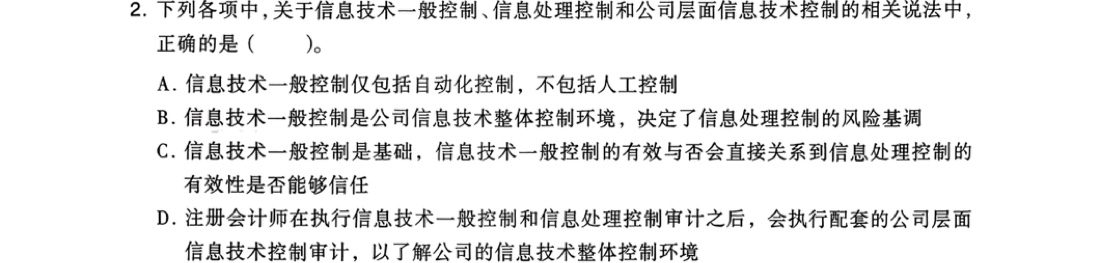 2. 下列各项中,关于信息技术一般控制、信息处理控制和公司层面信息技术控制的相关说法中,
正确的是(  )。
A. 信息技术一般控制仅包括自动化控制，不包括人工控制
B. 信息技术一般控制是公司信息技术整体控制环境，决定了信息处理控制的风险基调
C. 信息技术一般控制是基础，信息技术一般控制的有效与否会直接关系到信息处理控制的
有效性是否能够信任
D. 注册会计师在执行信息技术一般控制和信息处理控制审计之后，会执行配套的公司层面
信息技术控制审计，以了解公司的信息技术整体控制环境